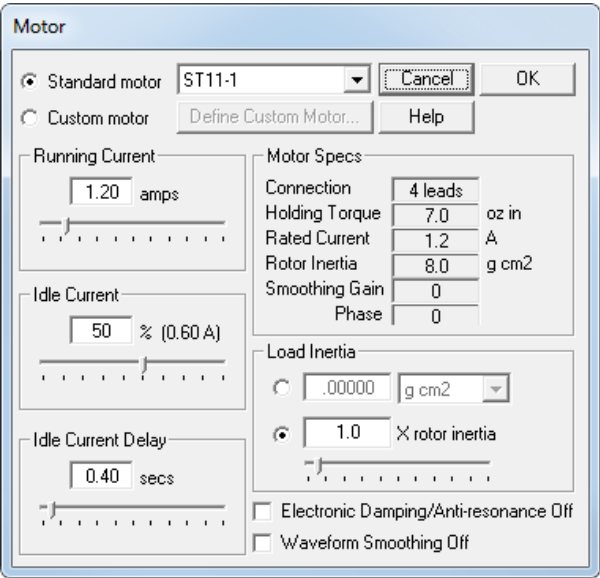 Motor
Standard motor ST11-1 Cancel OK
Custom motor Define Custom Motor... Help
Running Current
1.20 amps
Idle Current
50 % (0.60 A)
Idle Current Delay
0.40 secs
Motor Specs
Connection 4 leads
Holding Torque 7.0 oz in
Rated Current 1.2 A
Rotor Inertia 8.0 g cm2
Smoothing Gain 0
Phase 0
Load Inertia
.00000 g cm2
1.0 X rotor inertia
Electronic Damping/Anti-resonance Off
Waveform Smoothing Off